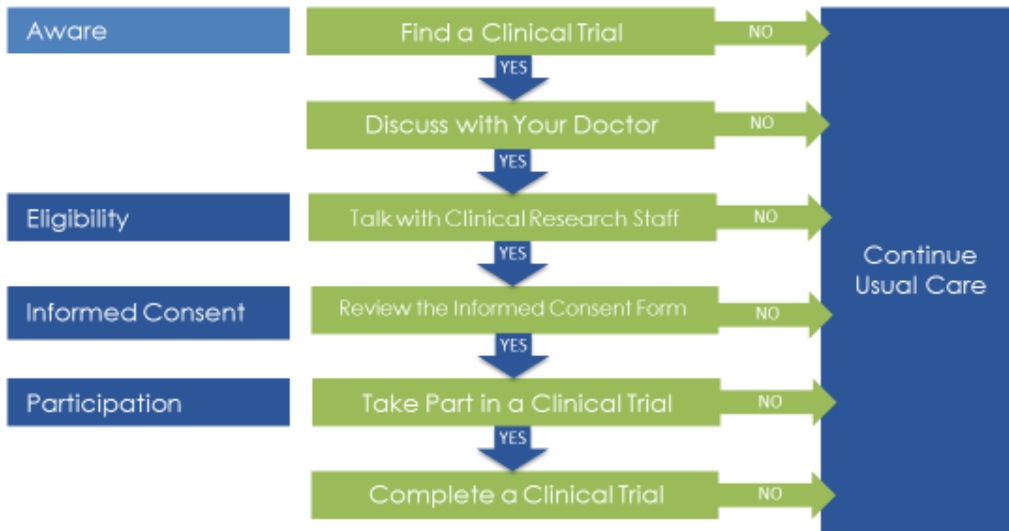 Aware
Find a Clinical Trial
NO
YES
Discuss with Your Doctor
NO
YES
Eligibility
Talk with Clinical Research Staff
NO
YES
Continue
Usual Care
Informed Consent
Review the Informed Consent Form
NO
YES
Participation
Take Part in a Clinical Trial
NO
YES
Complete a Clinical Trial
NO